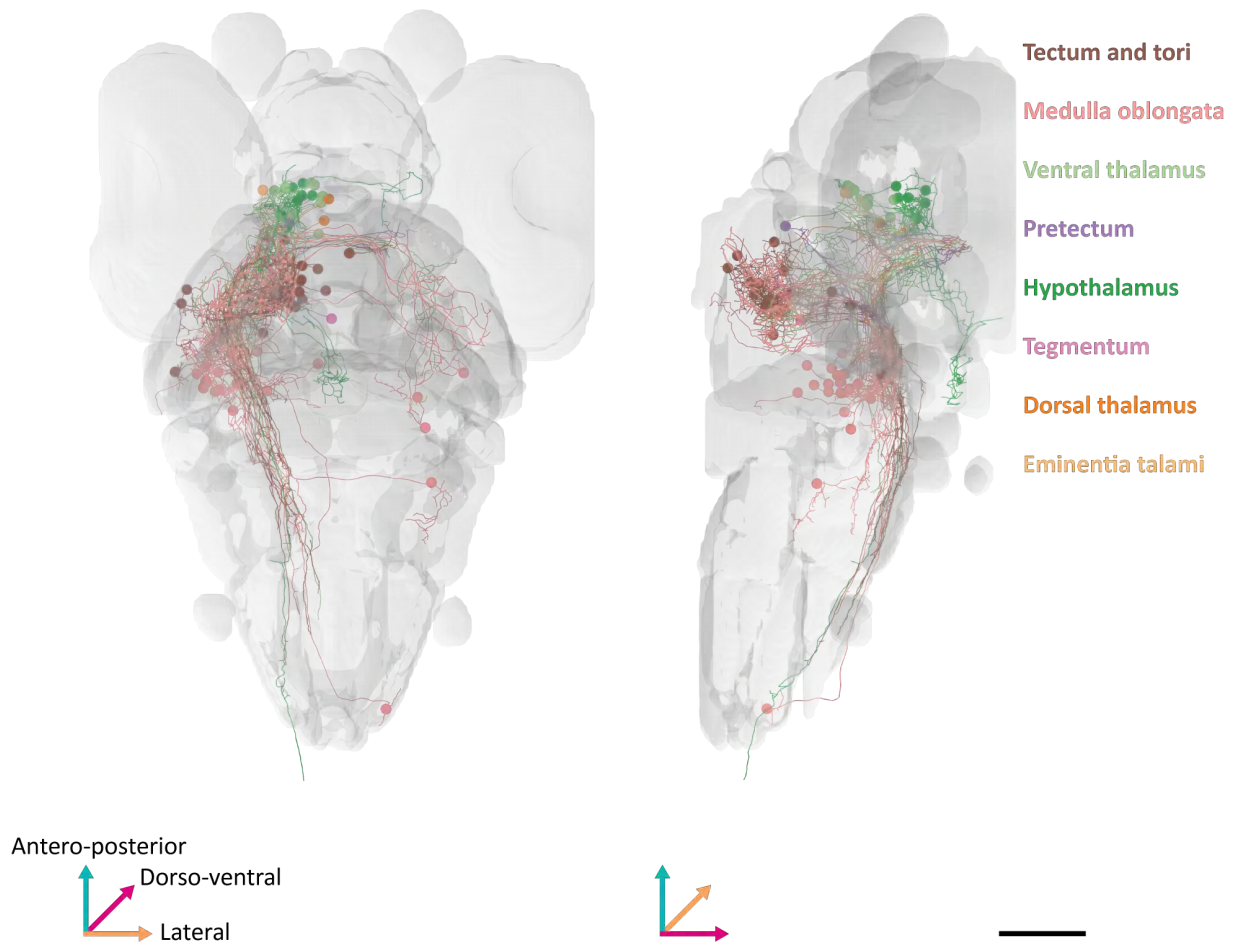 Tectum and tori
Medulla oblongata
Ventral thalamus
Pretectum
Hypothalamus
Tegmentum
Dorsal thalamus
Eminentia talami
Antero-posterior
Dorso-ventral
Lateral